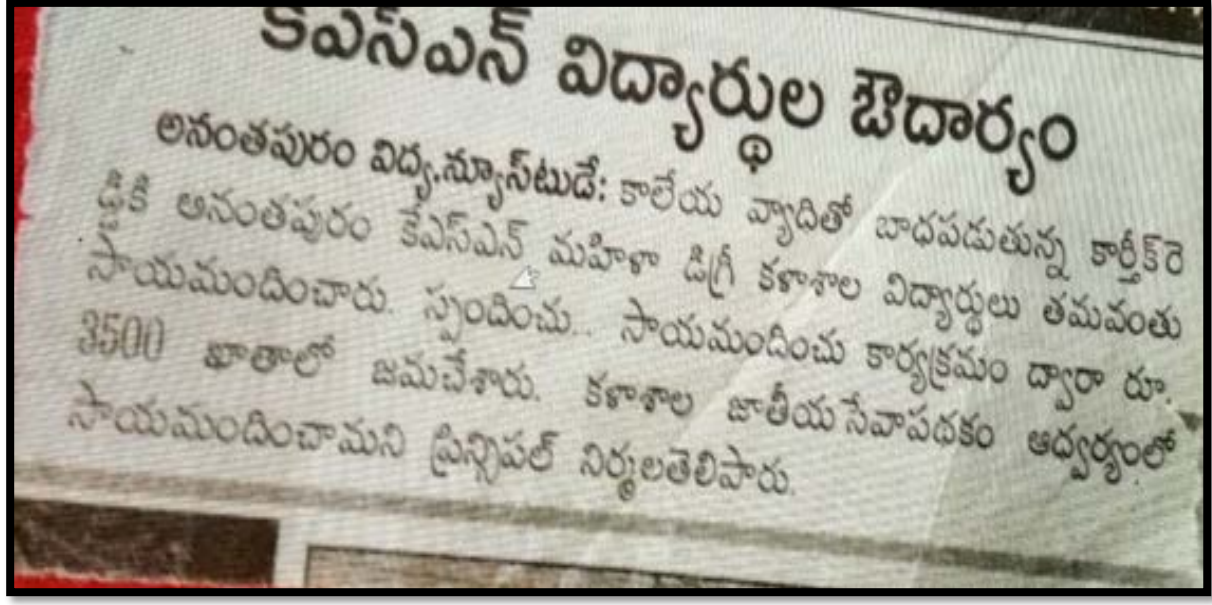 కేఎస్ఎన్ విద్యార్థుల ఔదార్యం
అనంతపురం విద్య,న్యూస్‌టుడే: కాలేయ వ్యాదితో బాధపడుతున్న కార్తీక్‌రె
డ్డికి అనంతపురం కేఎస్ఎన్ మహిళా డిగ్రీ కళాశాల విద్యార్థులు తమవంతు
సాయమందించారు. స్పందించు.. సాయమందించు కార్యక్రమం ద్వారా రూ.
3500 ఖాతాలో జమచేశారు. కళాశాల జాతీయ సేవాపథకం ఆధ్వర్యంలో
సాయమందించామని ప్రిన్సిపల్ నిర్మలతెలిపారు.